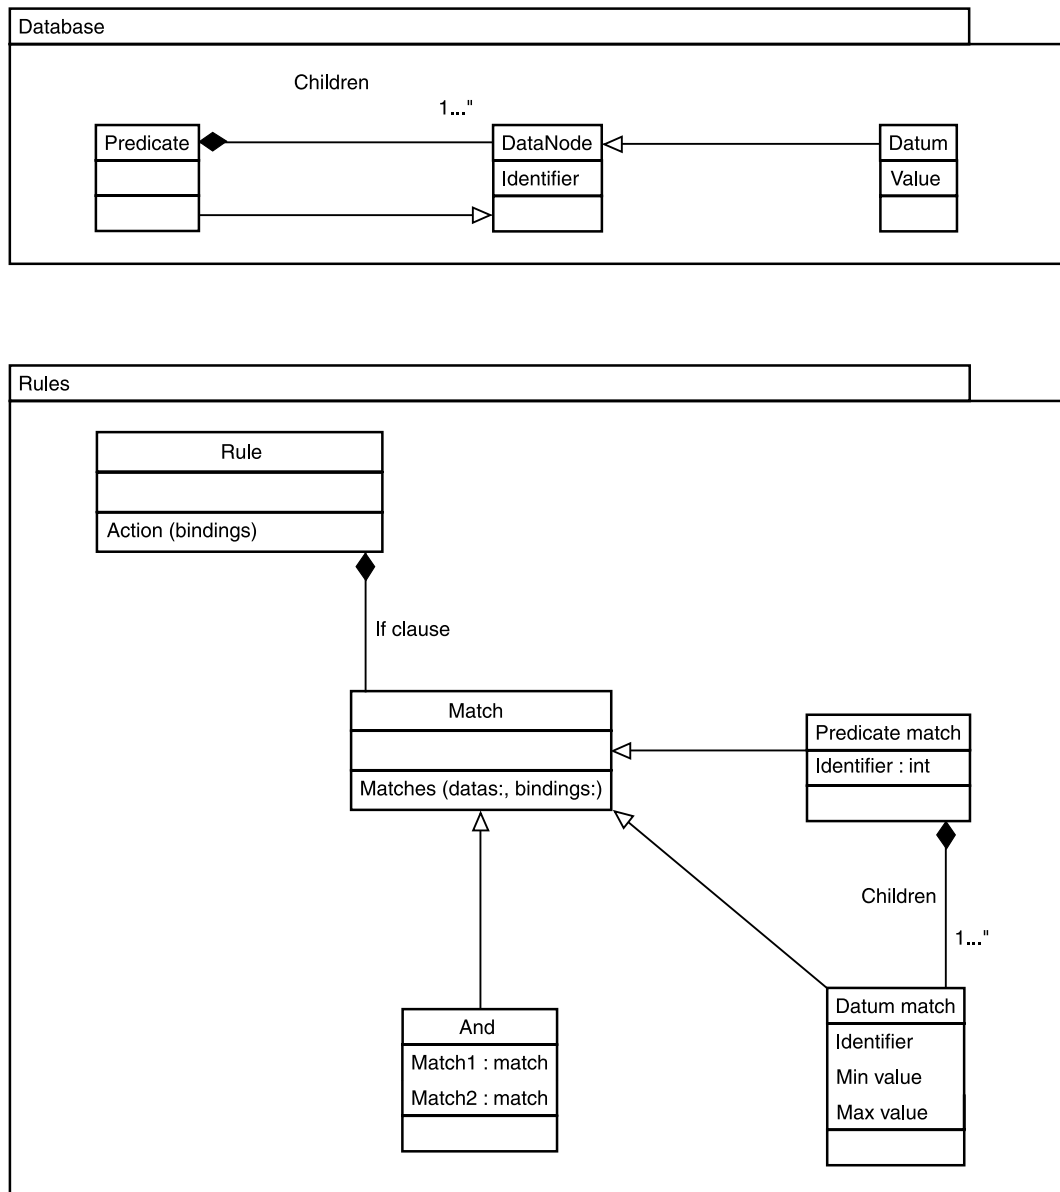 Database
Children
1..."
Predicate
DataNode
Datum
Identifier
Value
Rules
Rule
Action (bindings)
If clause
Match
Predicate match
Identifier : int
Matches (datas:, bindings:)
Children
1..."
Datum match
And
Identifier
Match1 : match
Min value
Match2 : match
Max value